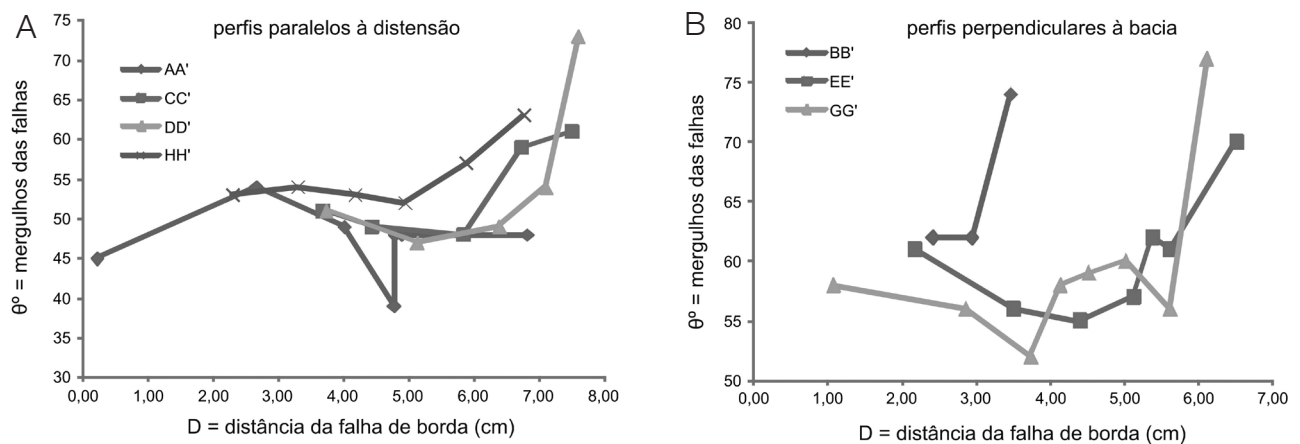 A
perfis paralelos à distensão
AA'
CC'
DD'
HH'
θº = mergulhos das falhas
75
70
65
60
55
50
45
40
35
30
0,00 1,00 2,00 3,00 4,00 5,00 6,00 7,00 8,00
D = distância da falha de borda (cm)
B
perfis perpendiculares à bacia
BB'
EE'
GG'
θº = mergulhos das falhas
80
75
70
65
60
55
50
0,00 1,00 2,00 3,00 4,00 5,00 6,00 7,00
D = distância da falha de borda (cm)